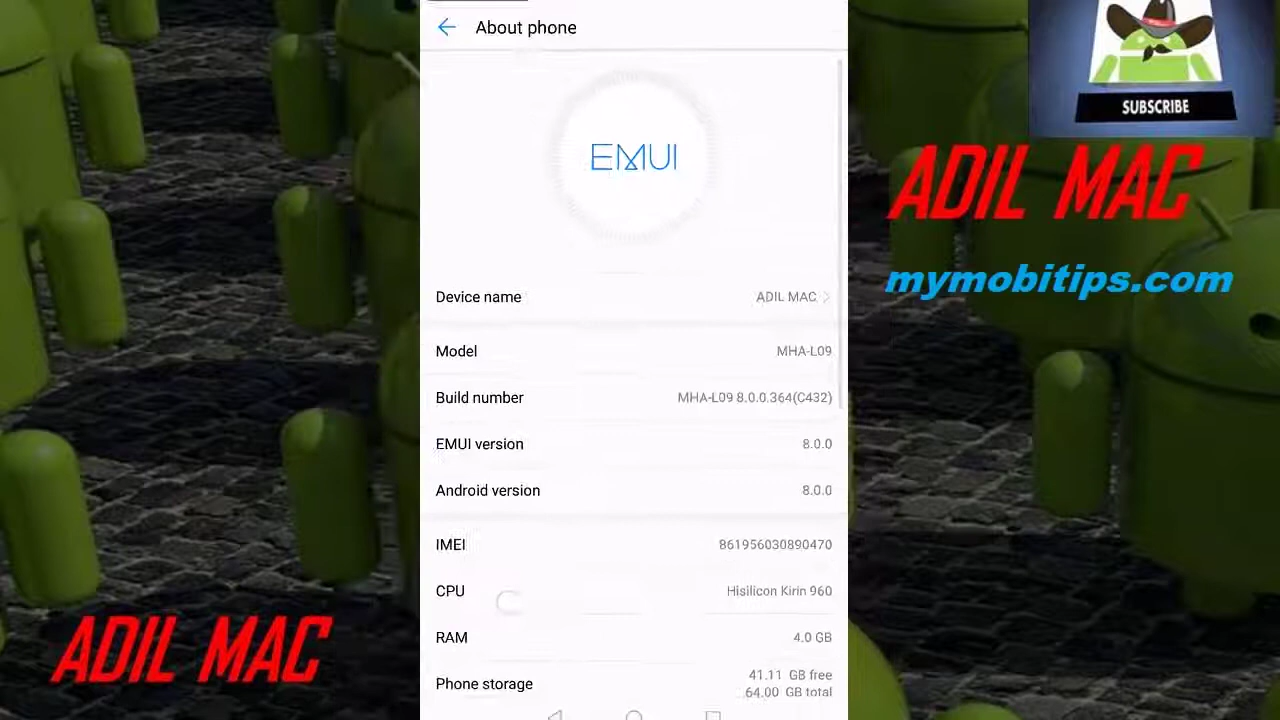 About phone
EMUI
SUBSCRIBE
ADIL MAC
mymobitips.com
Device name ADIL MAC
Model MHA-L09
Build number MHA-L09 8.0.0.364(C432)
EMUI version 8.0.0
Android version 8.0.0
IMEI 861956030890470
CPU Hisilicon Kirin 960
RAM 4.0 GB
Phone storage 41.11 GB free
64.00 GB total
ADIL MAC